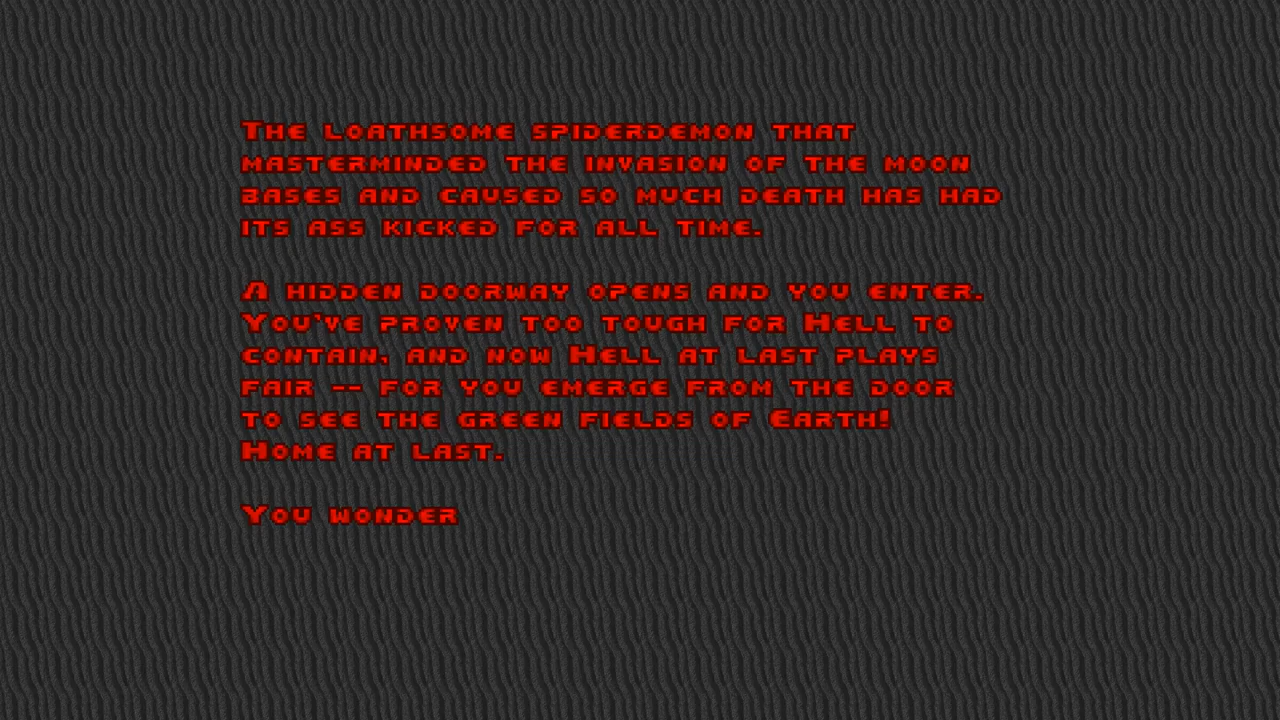 The loathsome spiderdemon that
masterminded the invasion of the moon
bases and caused so much death has had
its ass kicked for all time.
A hidden doorway opens and you enter.
You've proven too tough for Hell to
contain, and now Hell at last plays
fair -- for you emerge from the door
to see the green fields of Earth!
Home at last.
You wonder